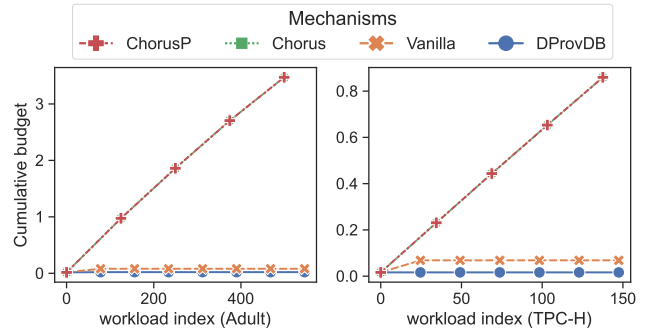 Mechanisms
ChorusP Chorus Vanilla DProvDB
Cumulative budget
3
2
1
0
0 200 400
workload index (Adult)
0.8
0.6
0.4
0.2
0.0
0 50 100 150
workload index (TPC-H)